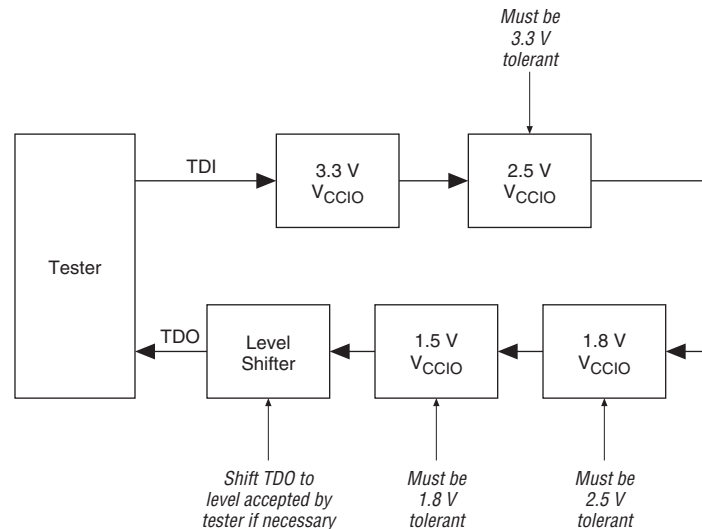 Must be
3.3 V
tolerant
TDI
3.3 V
VCCIO
2.5 V
VCCIO
Tester
TDO
Level
Shifter
1.5 V
VCCIO
1.8 V
VCCIO
Shift TDO to
level accepted by
tester if necessary
Must be
1.8 V
tolerant
Must be
2.5 V
tolerant